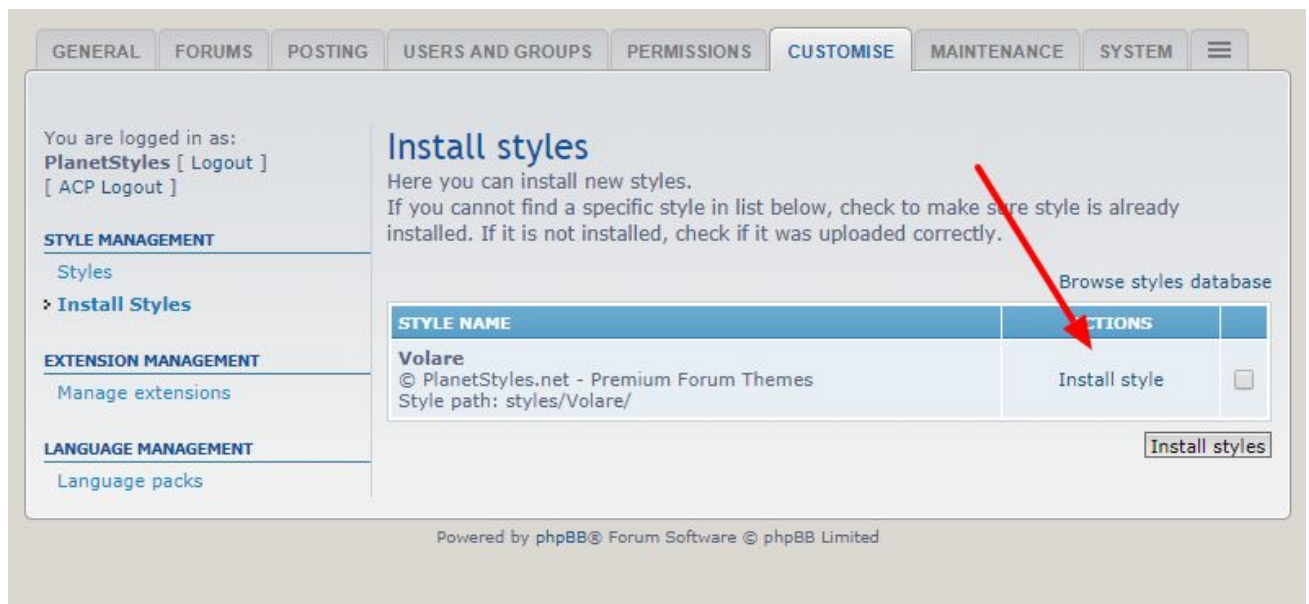 GENERAL FORUMS POSTING USERS AND GROUPS PERMISSIONS CUSTOMISE MAINTENANCE SYSTEM
You are logged in as:
PlanetStyles [ Logout ]
[ ACP Logout ]
STYLE MANAGEMENT
Styles
Install Styles
EXTENSION MANAGEMENT
Manage extensions
LANGUAGE MANAGEMENT
Language packs
Install styles
Here you can install new styles.
If you cannot find a specific style in list below, check to make sure style is already
installed. If it is not installed, check if it was uploaded correctly.
Browse styles database
STYLE NAME ACTIONS
Volare
© PlanetStyles.net - Premium Forum Themes
Style path: styles/Volare/
Install style
Install styles
Powered by phpBB® Forum Software © phpBB Limited